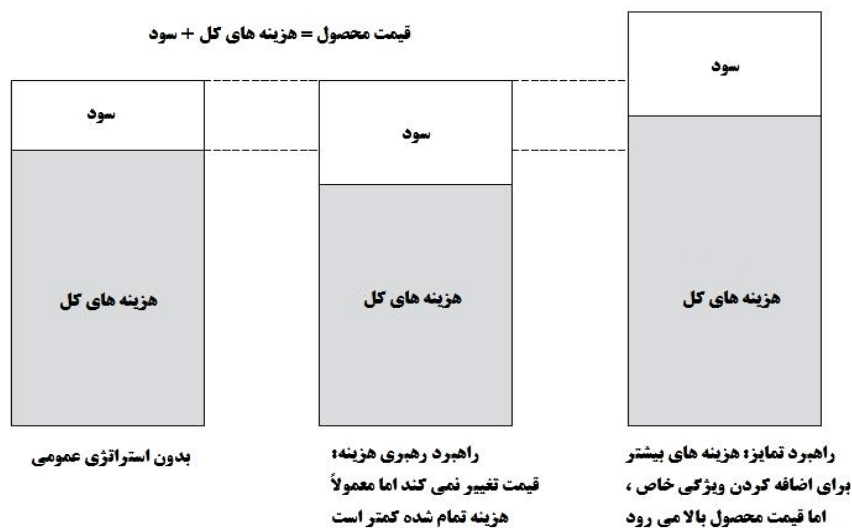 قیمت محصول = هزینه های کل + سود
سود
سود
سود
هزینه های کل
هزینه های کل
هزینه های کل
راهبرد تمایز: هزینه های بیشتر
برای اضافه کردن ویژگی خاص ،
اما قیمت محصول بالا می رود
راهبرد رهبری هزینه:
قیمت تغییر نمی کند اما معمولاً
هزینه تمام شده کمتر است
بدون استراتژی عمومی